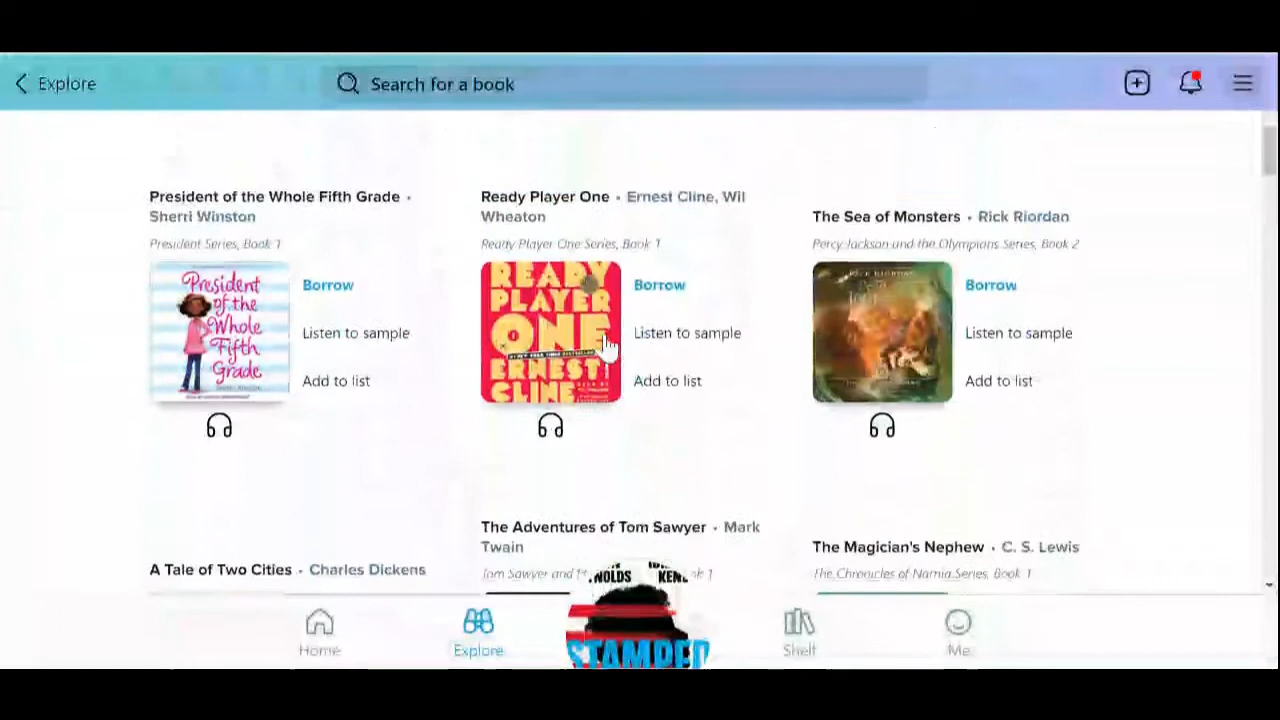 Explore
Search for a book
President of the Whole Fifth Grade •
Sherri Winston
President Series, Book 1
President
of the
Whole
Fifth
Grade
Borrow
Listen to sample
Add to list
Ready Player One • Ernest Cline, Wil
Wheaton
Ready Player One Series, Book 1
READY
PLAYER
ONE
ERNEST
CLINE
Borrow
Listen to sample
Add to list
The Sea of Monsters • Rick Riordan
Percy Jackson and the Olympians Series, Book 2
Borrow
Listen to sample
Add to list
A Tale of Two Cities • Charles Dickens
The Adventures of Tom Sawyer • Mark
Twain
Tom Sawyer and
The Magician's Nephew • C. S. Lewis
The Chronicles of Narnia Series, Book 1
STAMPED
Home
Explore
Shelf
Me